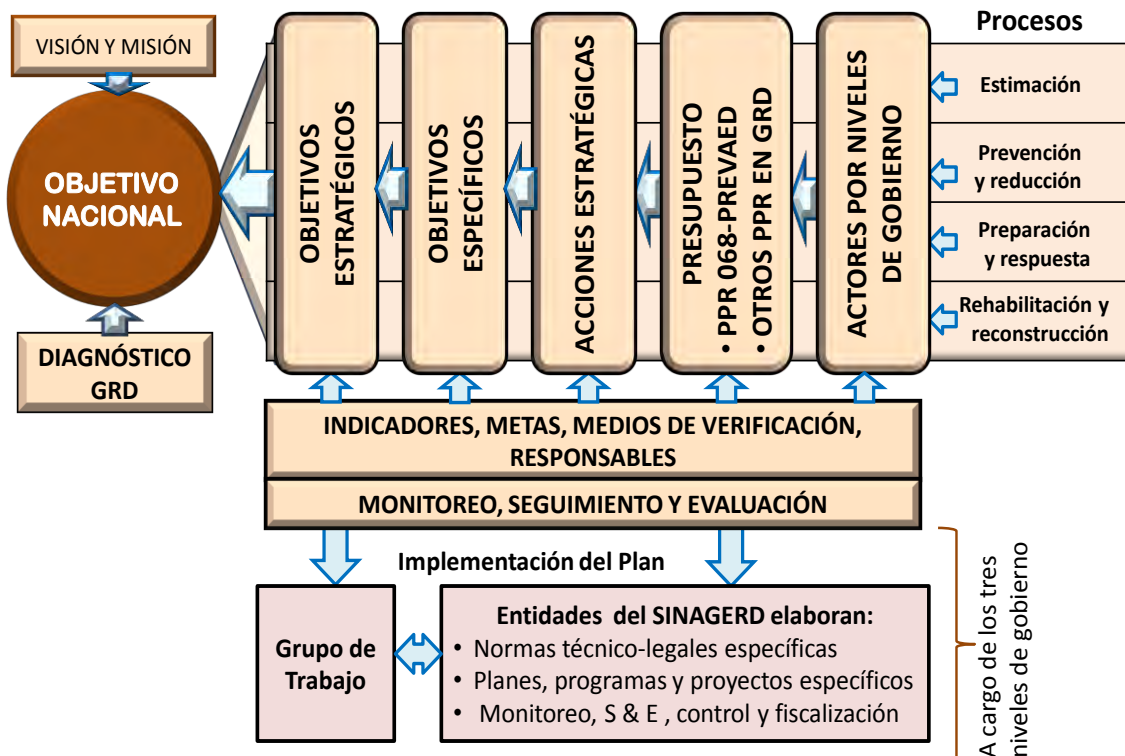 VISIÓN Y MISIÓN
OBJETIVO
NACIONAL
DIAGNÓSTICO
GRD
OBJETIVOS
ESTRATÉGICOS
OBJETIVOS
ESPECÍFICOS
ACCIONES ESTRATÉGICAS
PRESUPUESTO
• PPR 068-PREVAED
• OTROS PPR EN GRD
ACTORES POR NIVELES
DE GOBIERNO
Procesos
Estimación
Prevención
y reducción
Preparación
y respuesta
Rehabilitación y
reconstrucción
INDICADORES, METAS, MEDIOS DE VERIFICACIÓN,
RESPONSABLES
MONITOREO, SEGUIMIENTO Y EVALUACIÓN
Implementación del Plan
Grupo de
Trabajo
Entidades del SINAGERD elaboran:
• Normas técnico-legales específicas
• Planes, programas y proyectos específicos
• Monitoreo, S & E , control y fiscalización
A cargo de los tres
niveles de gobierno